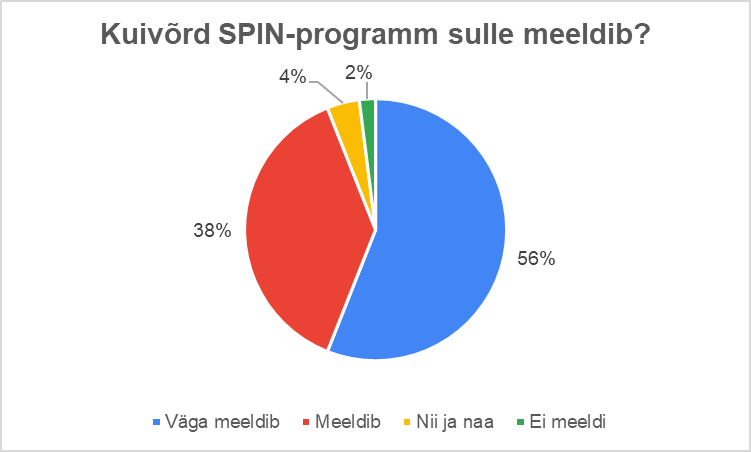 Kuivõrd SPIN-programm sulle meeldib?
4%
2%
38%
56%
Väga meeldib
Meeldib
Nii ja naa
Ei meeldi